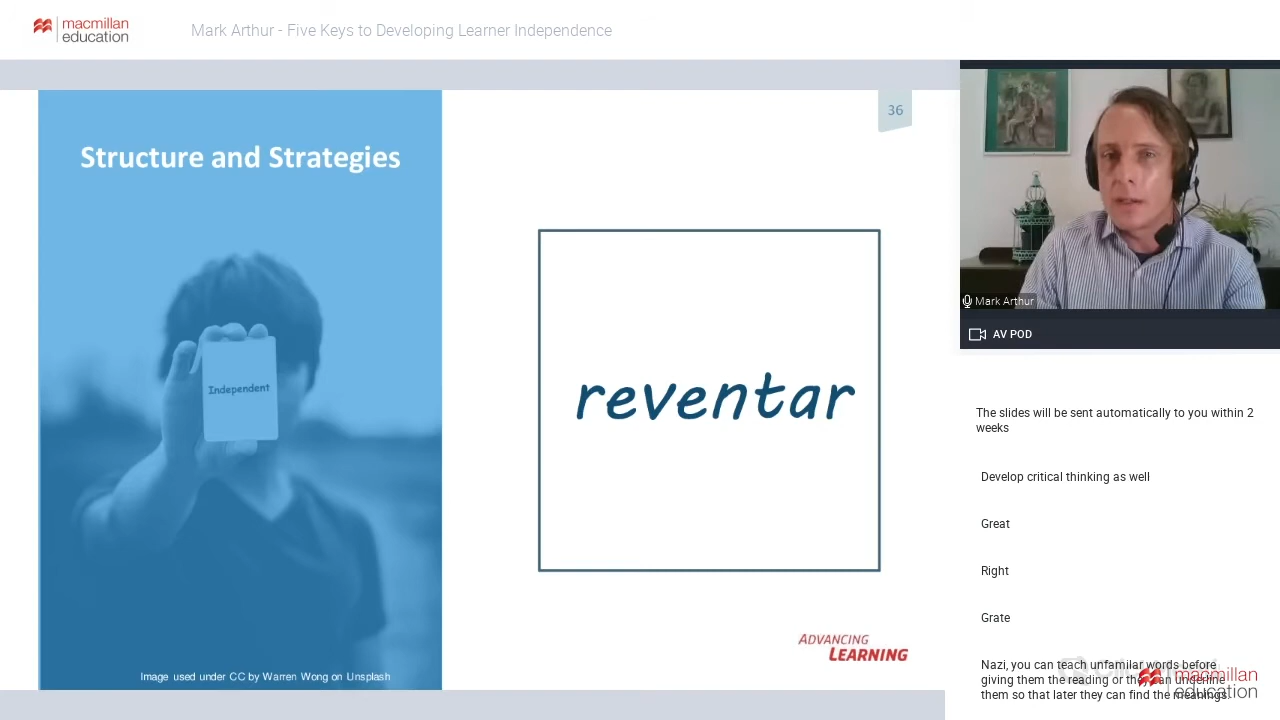 macmillan
education
Mark Arthur - Five Keys to Developing Learner Independence
36
Structure and Strategies
Independent
reventar
ADVANCING
LEARNING
Image used under CC by Warren Wong on Unsplash
Mark Arthur
AV POD
The slides will be sent automatically to you within 2
weeks
Develop critical thinking as well
Great
Right
Grate
Nazi, you can teach unfamilar words before
giving them the reading or they can underline
them so that later they can find the meanings.
macmillan
education